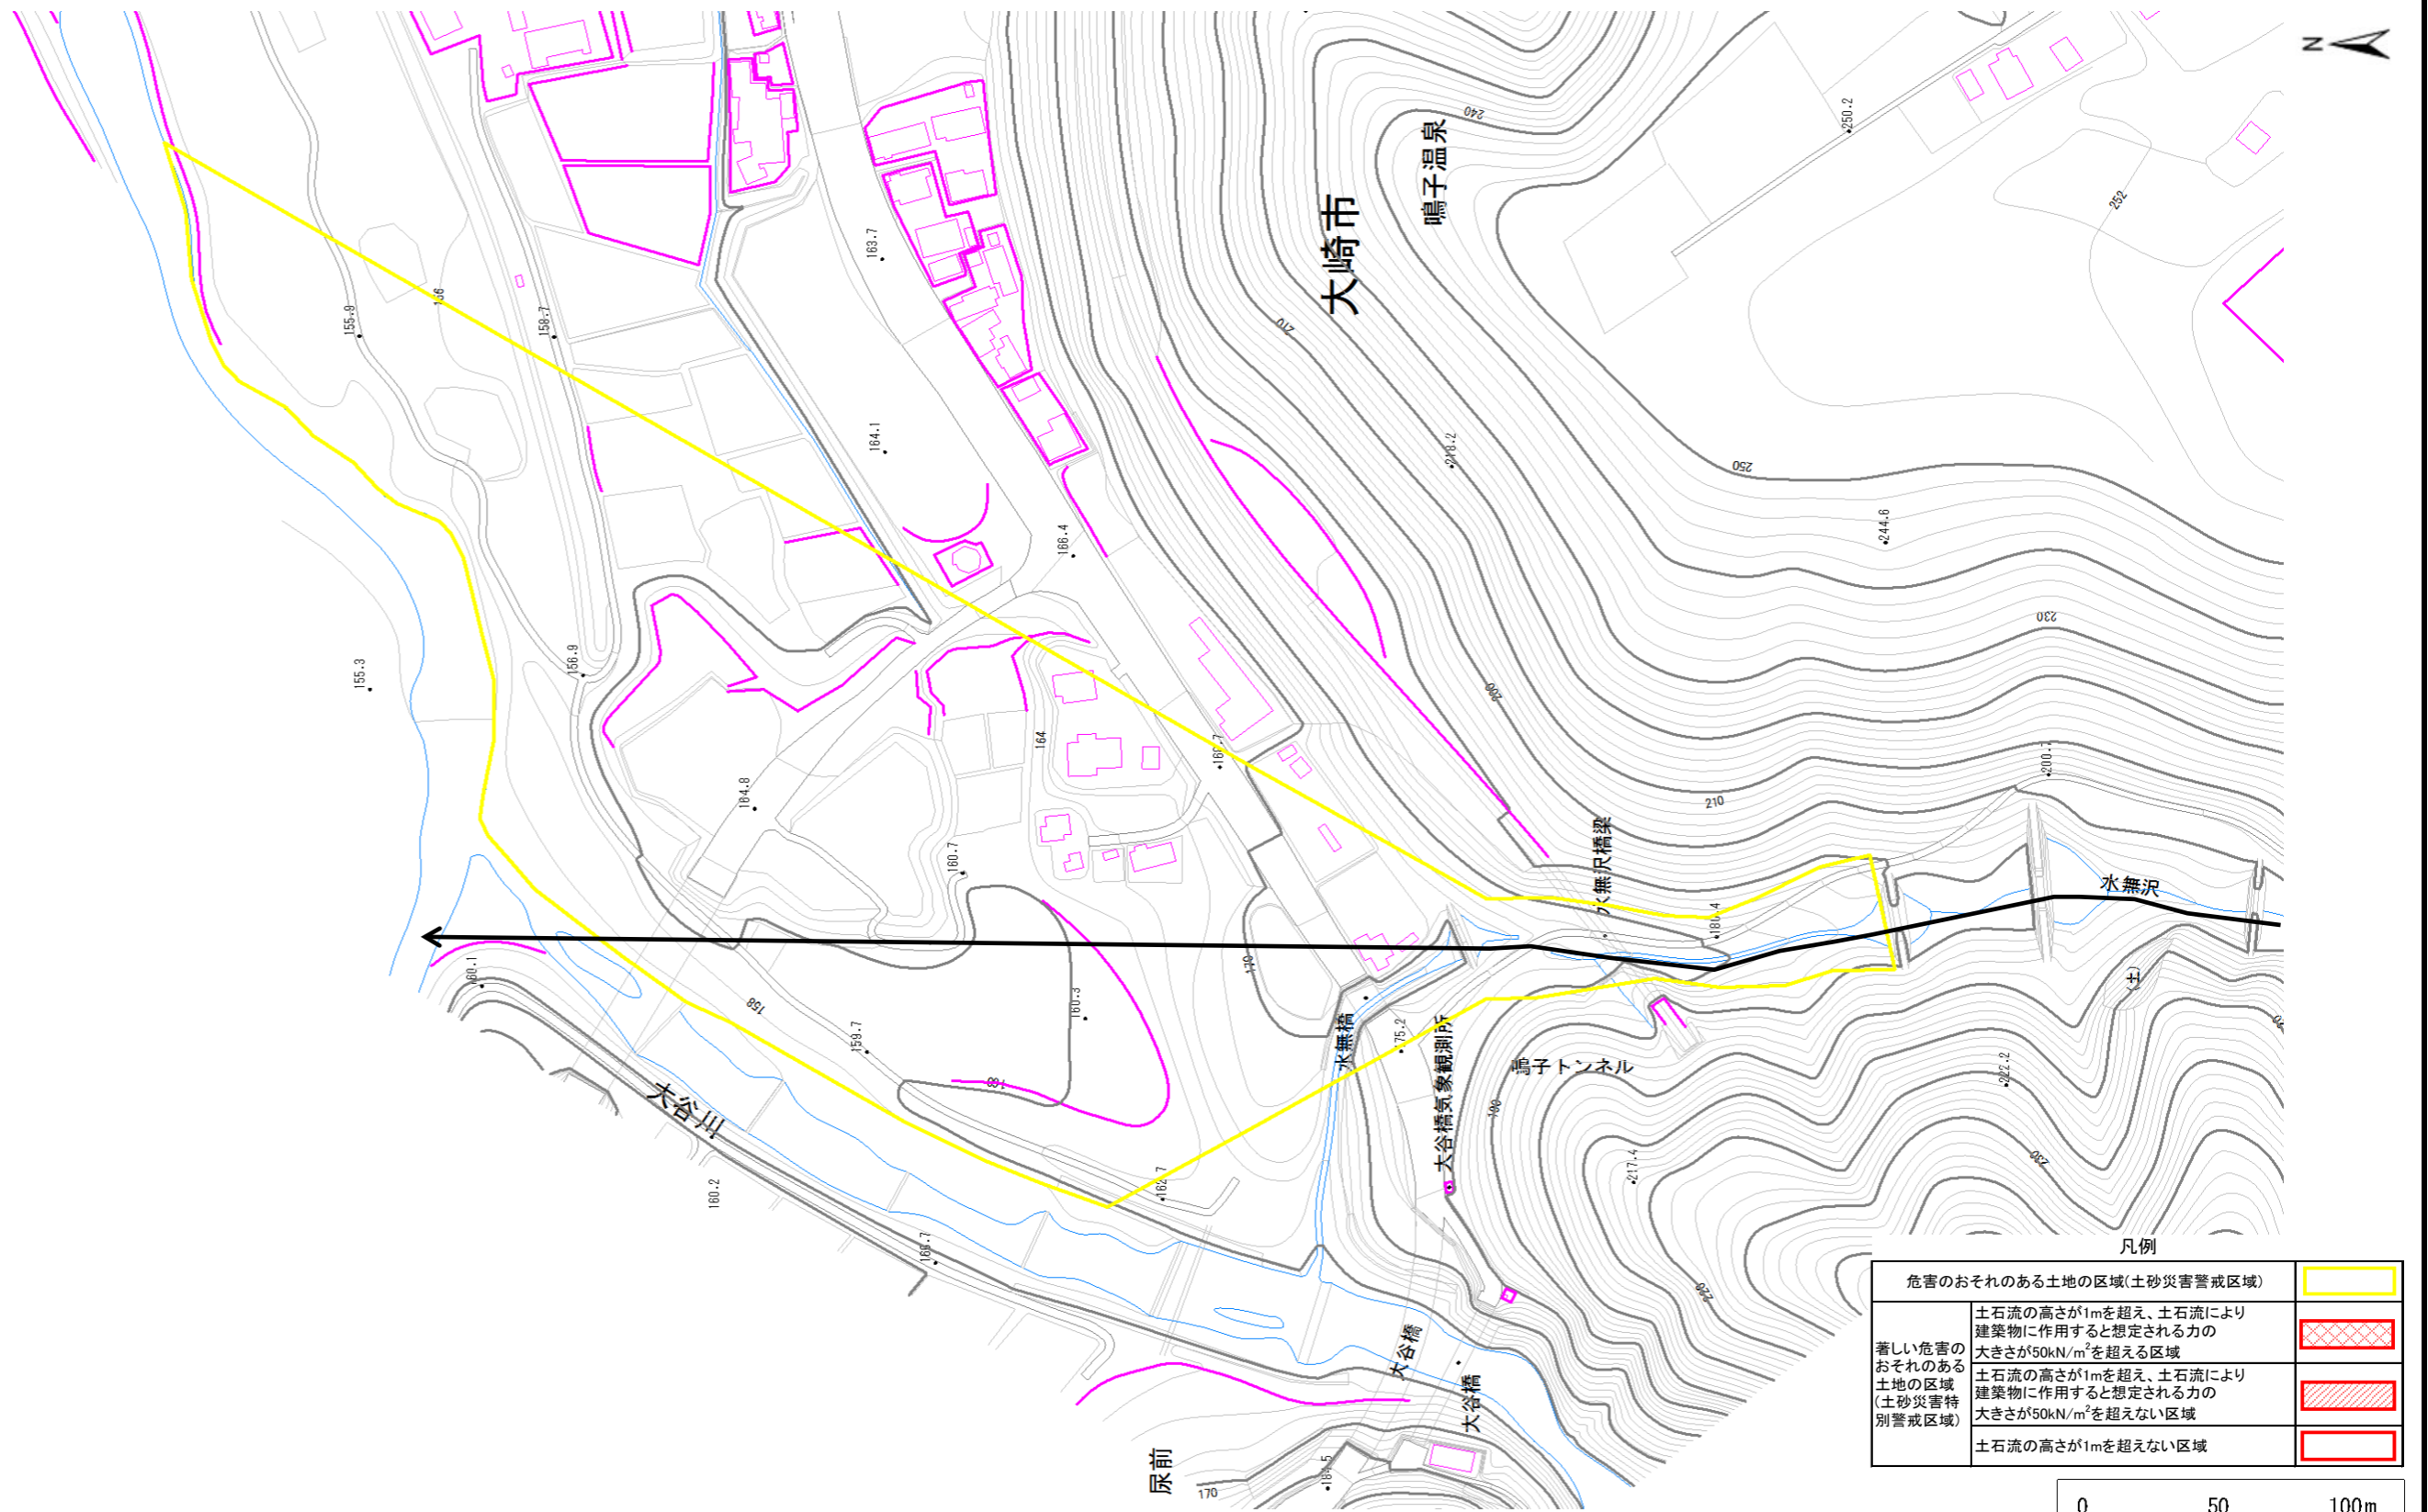 N
240
250.2
鳴子温泉
大崎市
252
163.7
210
155.9
156
158.7
164.1
218.2
250
244.6
166.4
230
155.3
156.9
200
164
164.8
210
水無沢橋梁
160.7
180.4
水無沢
160.1
170
(土)
158
160.3
159.7
水無橋
175.2
大谷橋気象観測所
鳴子トンネル
190
222.2
大谷川
217.4
230
160.2
162.7
220
大谷橋
大谷橋
尿前
170
凡例
危害のおそれのある土地の区域(土砂災害警戒区域)
著しい危害の
おそれのある
土地の区域
(土砂災害特
別警戒区域)
土石流の高さが1mを超え、土石流により
建築物に作用すると想定される力の
大きさが50kN/m²を超える区域
土石流の高さが1mを超え、土石流により
建築物に作用すると想定される力の
大きさが50kN/m²を超えない区域
土石流の高さが1mを超えない区域
0 50 100m